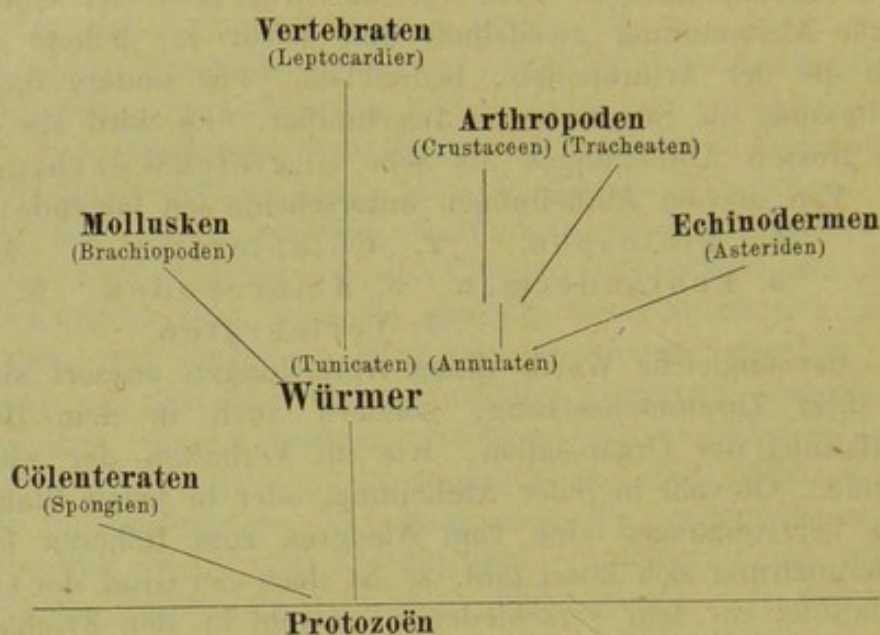 Vertebraten
(Leptocardier)
Arthropoden
(Crustaceen) (Tracheaten)
Mollusken
(Brachiopoden)
Echinodermen
(Asteriden)
(Tunicaten) (Annulaten)
Würmer
Cölenteraten
(Spongien)
Protozoën